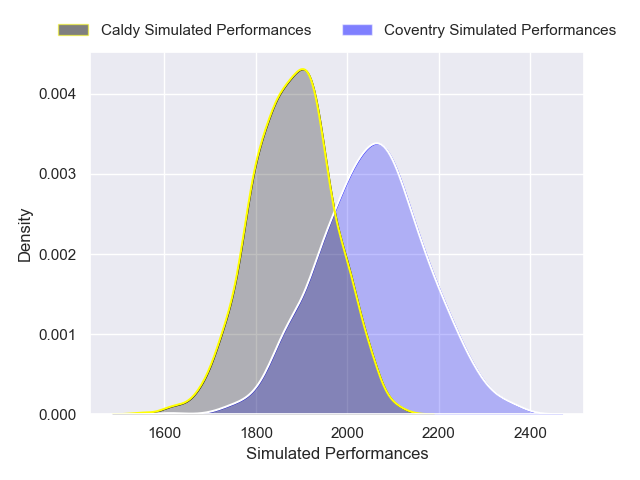 Caldy Simulated Performances
Coventry Simulated Performances
Density
0.004
0.003
0.002
0.001
0.000
1600 1800 2000 2200 2400
Simulated Performances